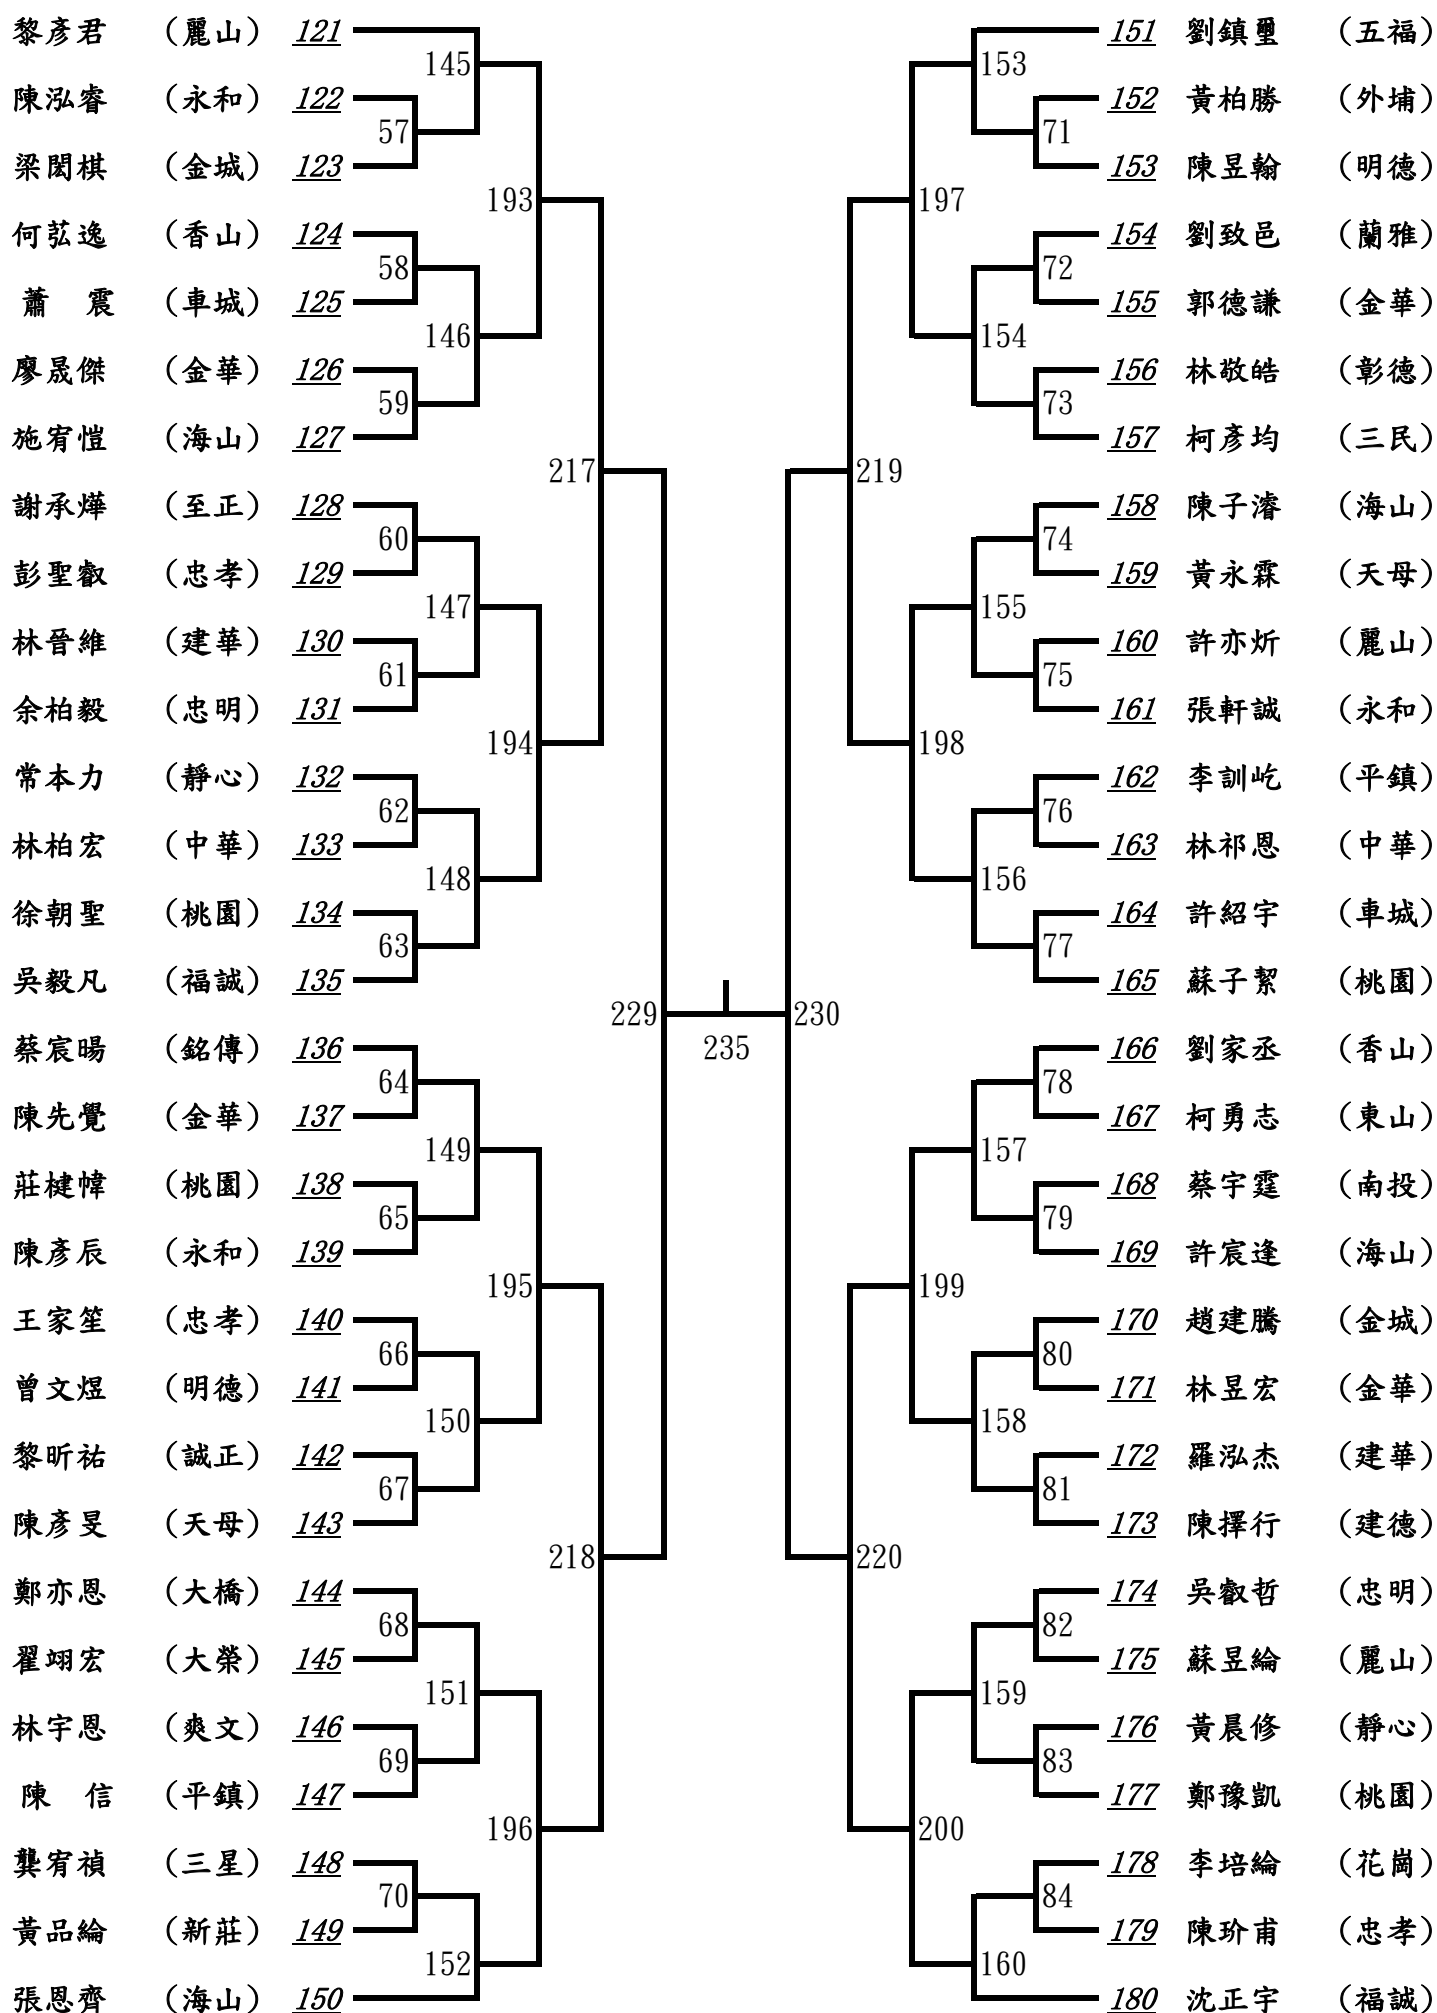 黎彥君 (麗山) 121
145
陳泓睿 (永和) 122
57
梁閎棋 (金城) 123
193
何苰逸 (香山) 124
58
蕭 震 (車城) 125
146
廖晟傑 (金華) 126
59
施宥愷 (海山) 127
217
謝承燁 (至正) 128
60
彭聖叡 (忠孝) 129
147
林晉維 (建華) 130
61
余柏毅 (忠明) 131
194
常本力 (靜心) 132
62
林柏宏 (中華) 133
148
徐朝聖 (桃園) 134
63
吳毅凡 (福誠) 135
229
蔡宸暘 (銘傳) 136
64
陳先覺 (金華) 137
149
莊楗幃 (桃園) 138
65
陳彥辰 (永和) 139
195
王家笙 (忠孝) 140
66
曾文煜 (明德) 141
150
黎昕祐 (誠正) 142
67
陳彥旻 (天母) 143
218
鄭亦恩 (大橋) 144
68
翟翊宏 (大榮) 145
151
林宇恩 (爽文) 146
69
陳 信 (平鎮) 147
196
龔宥禎 (三星) 148
70
黃品綸 (新莊) 149
152
張恩齊 (海山) 150
235
151 劉鎮璽 (五福)
153
152 黃柏勝 (外埔)
71
153 陳昱翰 (明德)
197
154 劉致邑 (蘭雅)
72
155 郭德謙 (金華)
154
156 林敬皓 (彰德)
73
157 柯彥均 (三民)
219
158 陳子濬 (海山)
74
159 黃永霖 (天母)
155
160 許亦炘 (麗山)
75
161 張軒誠 (永和)
198
162 李訓屹 (平鎮)
76
163 林祁恩 (中華)
156
164 許紹宇 (車城)
77
165 蘇子絜 (桃園)
230
166 劉家丞 (香山)
78
167 柯勇志 (東山)
157
168 蔡宇霆 (南投)
79
169 許宸逢 (海山)
199
170 趙建騰 (金城)
80
171 林昱宏 (金華)
158
172 羅泓杰 (建華)
81
173 陳擇行 (建德)
220
174 吳叡哲 (忠明)
82
175 蘇昱綸 (麗山)
159
176 黃晨修 (靜心)
83
177 鄭豫凱 (桃園)
200
178 李培綸 (花崗)
84
179 陳玠甫 (忠孝)
160
180 沈正宇 (福誠)